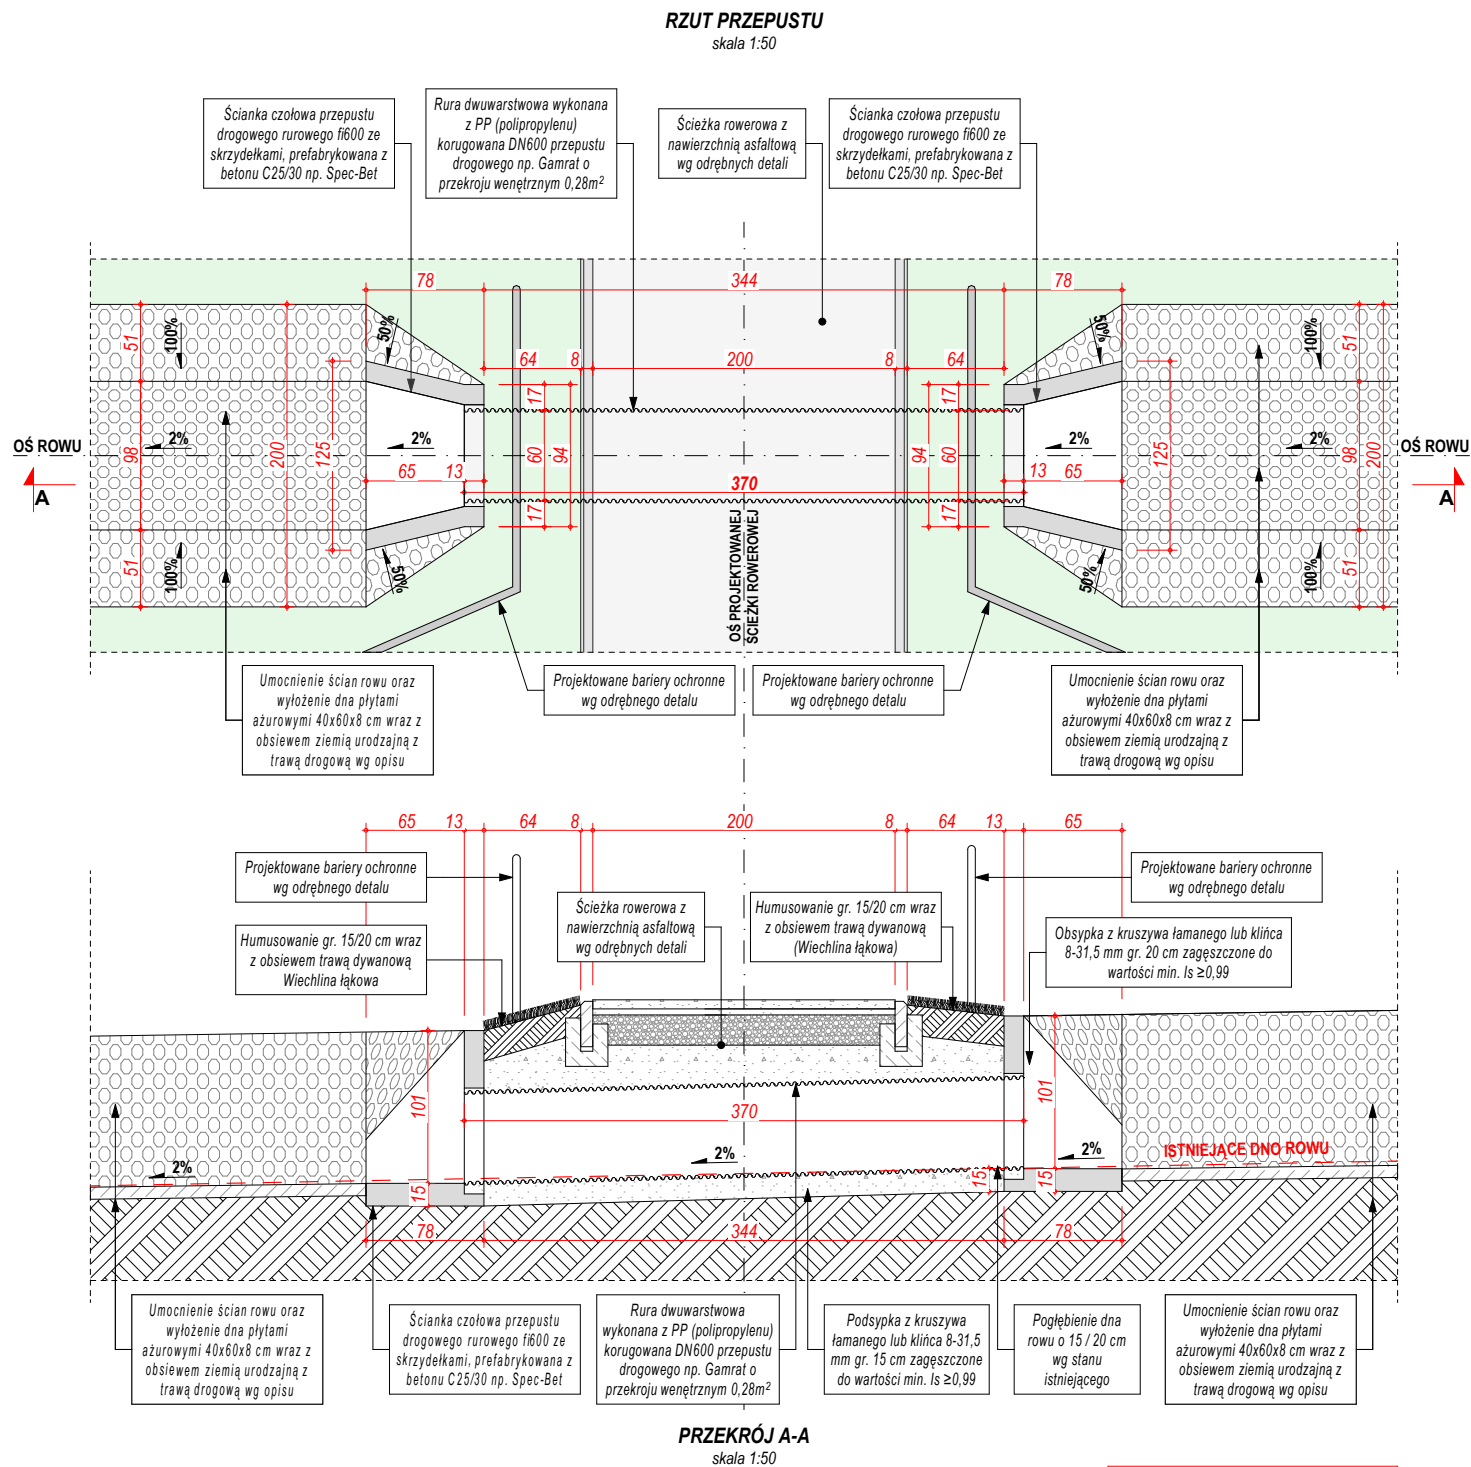 RZUT PRZEPUSTU
skala 1:50
Ścianka czołowa przepustu
drogowego rurowego fi600 ze
skrzydełkami, prefabrykowana z
betonu C25/30 np. Spec-Bet
Rura dwuwarstwowa wykonana
z PP (polipropylenu)
korugowana DN600 przepustu
drogowego np. Gamrat o
przekroju wenętrznym 0,28m²
Ścieżka rowerowa z
nawierzchnią asfaltową
wg odrębnych detali
Ścianka czołowa przepustu
drogowego rurowego fi600 ze
skrzydełkami, prefabrykowana z
betonu C25/30 np. Spec-Bet
78 344 78
51 100% 50% 64 8 200 8 64 50% 100% 51
17 17
OŚ ROWU 98 2% 200 125 2% 60 94 94 60 2% 125 2% 98 200 OŚ ROWU
A 65 13 370 13 65 A
17 17
51 100% 50% 50% 100% 51
OŚ PROJEKTOWANEJ
ŚCIEŻKI ROWEROWEJ
Umocnienie ścian rowu oraz
wyłożenie dna płytami
ażurowymi 40x60x8 cm wraz z
obsiewem ziemią urodzajną z
trawą drogową wg opisu
Projektowane bariery ochronne
wg odrębnego detalu
Projektowane bariery ochronne
wg odrębnego detalu
Umocnienie ścian rowu oraz
wyłożenie dna płytami
ażurowymi 40x60x8 cm wraz z
obsiewem ziemią urodzajną z
trawą drogową wg opisu
65 13 64 8 200 8 64 13 65
Projektowane bariery ochronne
wg odrębnego detalu
Humusowanie gr. 15/20 cm wraz
z obsiewem trawą dywanową
Wiechlina łąkowa
Ścieżka rowerowa z
nawierzchnią asfaltową
wg odrębnych detali
Humusowanie gr. 15/20 cm wraz
z obsiewem trawą dywanową
(Wiechlina łąkowa)
Projektowane bariery ochronne
wg odrębnego detalu
Obsypka z kruszywa łamanego lub klińca
8-31,5 mm gr. 20 cm zagęszczone do
wartości min. Is ≥0,99
101 370 101
2% 2% 2% ISTNIEJĄCE DNO ROWU
15 15 15
78 344 78
Umocnienie ścian rowu oraz
wyłożenie dna płytami
ażurowymi 40x60x8 cm wraz z
obsiewem ziemią urodzajną z
trawą drogową wg opisu
Ścianka czołowa przepustu
drogowego rurowego fi600 ze
skrzydełkami, prefabrykowana z
betonu C25/30 np. Spec-Bet
Rura dwuwarstwowa
wykonana z PP (polipropylenu)
korugowana DN600 przepustu
drogowego np. Gamrat o
przekroju wenętrznym 0,28m²
Podsypka z kruszywa
łamanego lub klińca 8-31,5
mm gr. 15 cm zagęszczone
do wartości min. Is ≥0,99
Pogłębienie dna
rowu o 15 / 20 cm
wg stanu
istniejącego
Umocnienie ścian rowu oraz
wyłożenie dna płytami
ażurowymi 40x60x8 cm wraz z
obsiewem ziemią urodzajną z
trawą drogową wg opisu
PRZEKRÓJ A-A
skala 1:50